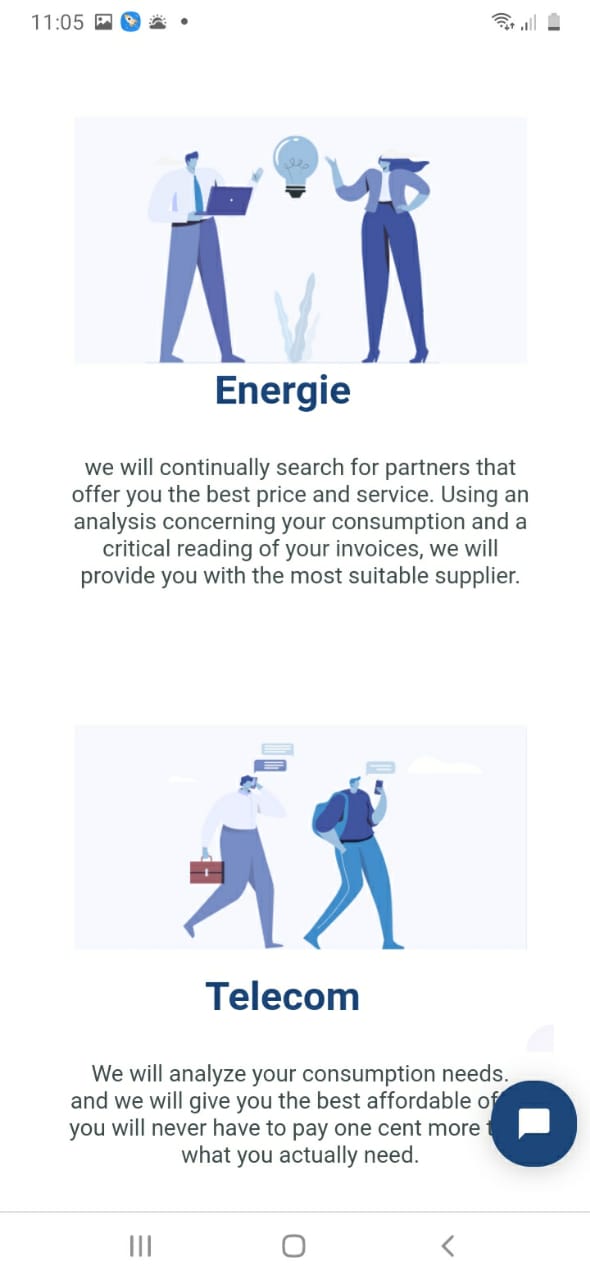 11:05
Energie
we will continually search for partners that
offer you the best price and service. Using an
analysis concerning your consumption and a
critical reading of your invoices, we will
provide you with the most suitable supplier.
Telecom
We will analyze your consumption needs.
and we will give you the best affordable of
you will never have to pay one cent more
what you actually need.